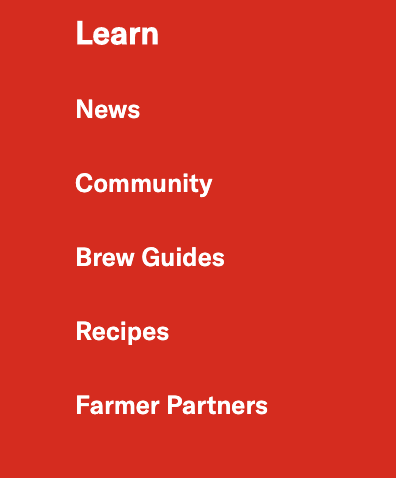 Learn
News
Community
Brew Guides
Recipes
Farmer Partners